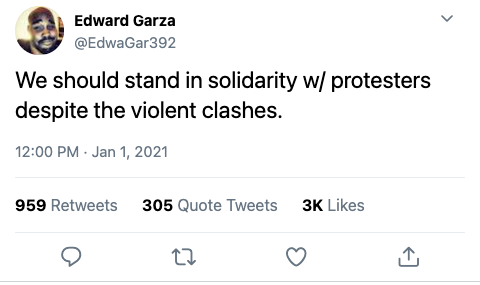 Edward Garza
@EdwaGar392
We should stand in solidarity w/ protesters
despite the violent clashes.
12:00 PM · Jan 1, 2021
959 Retweets 305 Quote Tweets 3K Likes